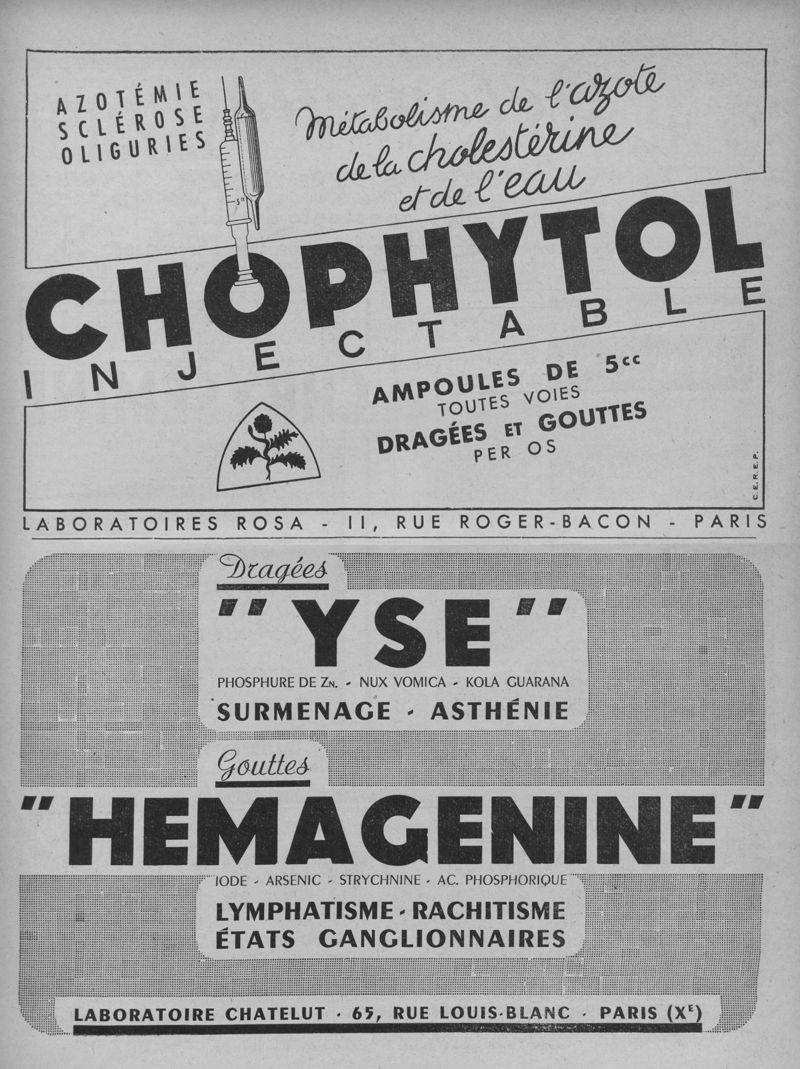 AZOTÉMIE
SCLÉROSE
OLIGURIES
Métabolisme de l'azote
de la cholestérine
et de l'eau
CHOPHYTOL
INJECTABLE
AMPOULES DE 5cc
TOUTES VOIES
DRAGÉES ET GOUTTES
PER OS
C.E.R.E.P.
LABORATOIRES ROSA - 11, RUE ROGER-BACON - PARIS
Dragées
"YSE"
PHOSPHURE DE ZN. - NUX VOMICA - KOLA GUARANA
SURMENAGE - ASTHÉNIE
Gouttes
"HEMAGENINE"
IODE - ARSENIC - STRYCHNINE - AC. PHOSPHORIQUE
LYMPHATISME - RACHITISME
ÉTATS GANGLIONNAIRES
LABORATOIRE CHATELUT - 65, RUE LOUIS-BLANC - PARIS (XE)